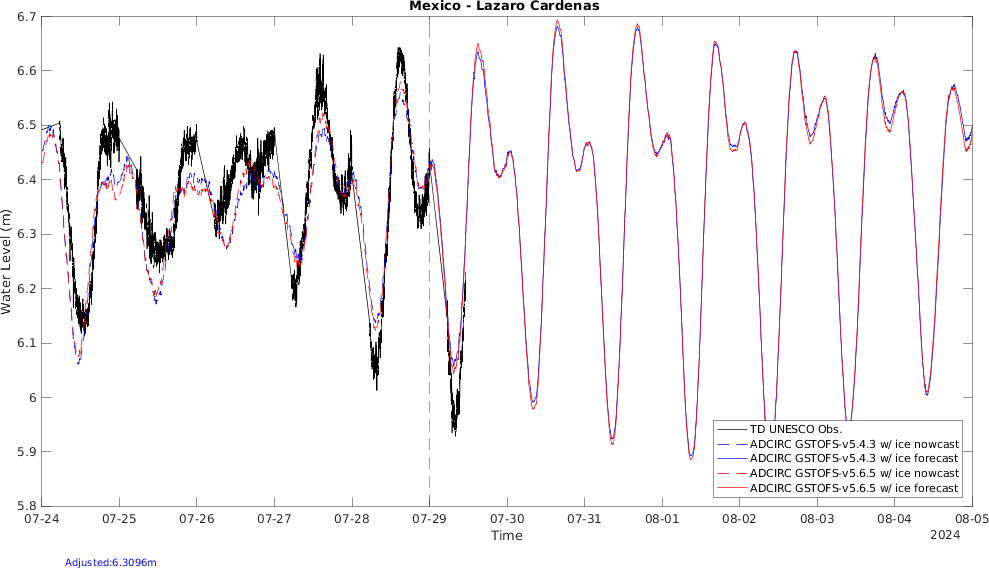 Mexico - Lazaro Cardenas
Water Level (m)
6.7
6.6
6.5
6.4
6.3
6.2
6.1
6
5.9
5.8
TD UNESCO Obs.
ADCIRC GSTOFS-v5.4.3 w/ ice nowcast
ADCIRC GSTOFS-v5.4.3 w/ ice forecast
ADCIRC GSTOFS-v5.6.5 w/ ice nowcast
ADCIRC GSTOFS-v5.6.5 w/ ice forecast
07-24 07-25 07-26 07-27 07-28 07-29 07-30 07-31 08-01 08-02 08-03 08-04 08-05
Time
2024
Adjusted:6.3096m